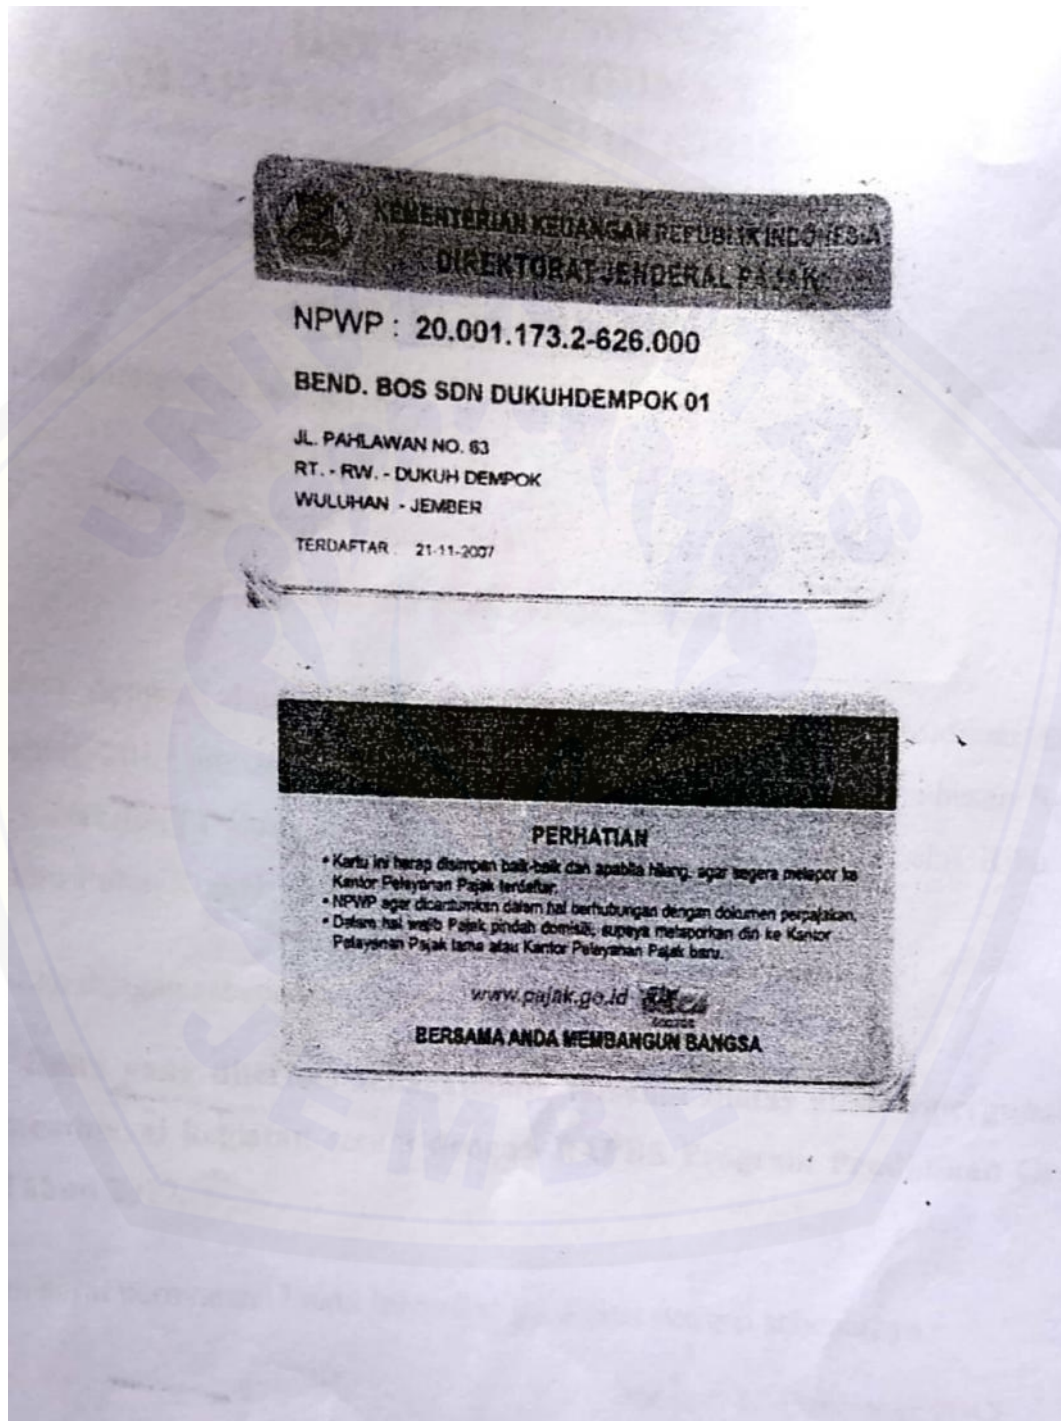 KEMENTERIAN KEUANGAN REPUBLIK INDONESIA
DIREKTORAT JENDERAL PAJAK
NPWP : 20.001.173.2-626.000
BEND. BOS SDN DUKUHDEMPOK 01
JL. PAHLAWAN NO. 63
RT. - RW. - DUKUH DEMPOK
WULUHAN - JEMBER
TERDAFTAR : 21-11-2007
PERHATIAN
• Kartu ini harap disimpan baik-baik dan apabila hilang, agar segera melapor ke
Kantor Pelayanan Pajak terdaftar.
• NPWP agar dicantumkan dalam hal berhubungan dengan dokumen perpajakan.
• Dalam hal wajib Pajak pindah domisili, supaya melaporkan diri ke Kantor
Pelayanan Pajak lama atau Kantor Pelayanan Pajak baru.
www.pajak.go.id
BERSAMA ANDA MEMBANGUN BANGSA
UNIVERSITAS
JEMBER